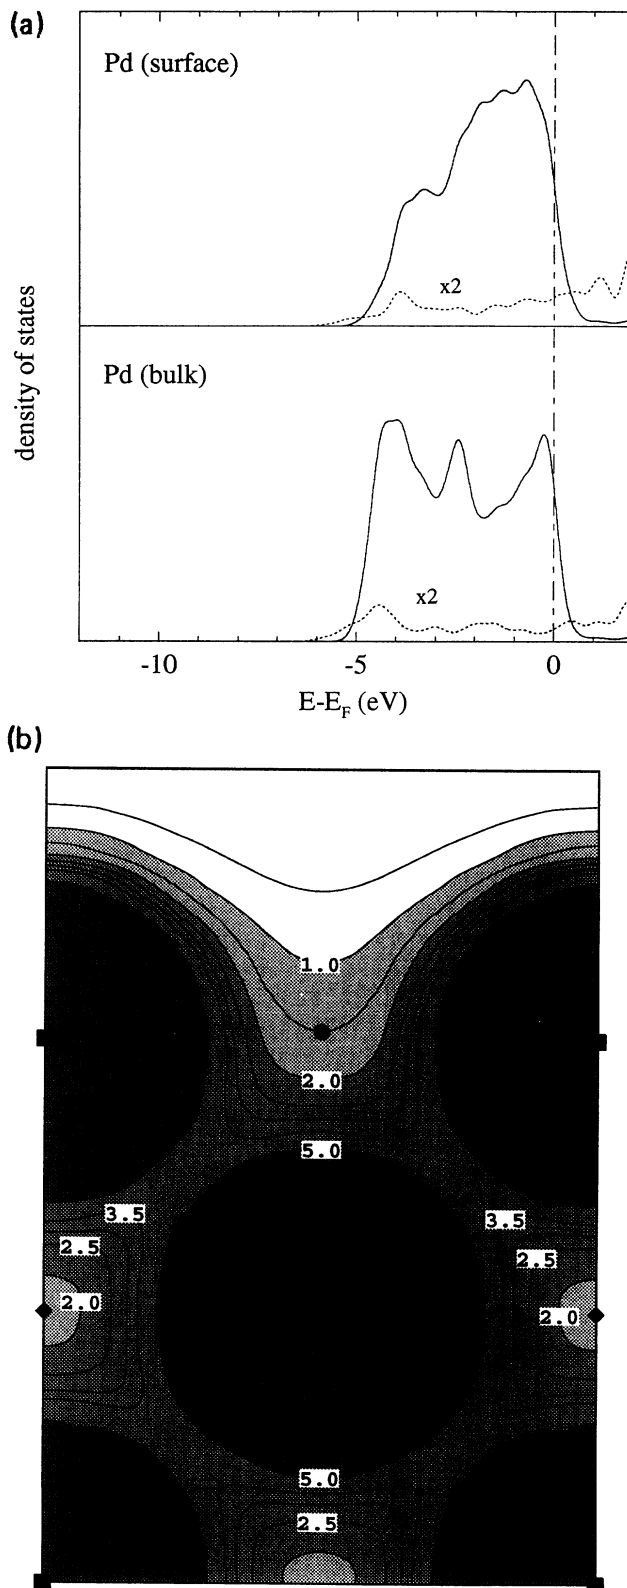 (a)
Pd (surface)
x2
density of states
Pd (bulk)
x2
-10 -5 0
E-E_F (eV)
(b)
1.0
2.0
5.0
3.5 3.5
2.5 2.5
2.0 2.0
5.0
2.5